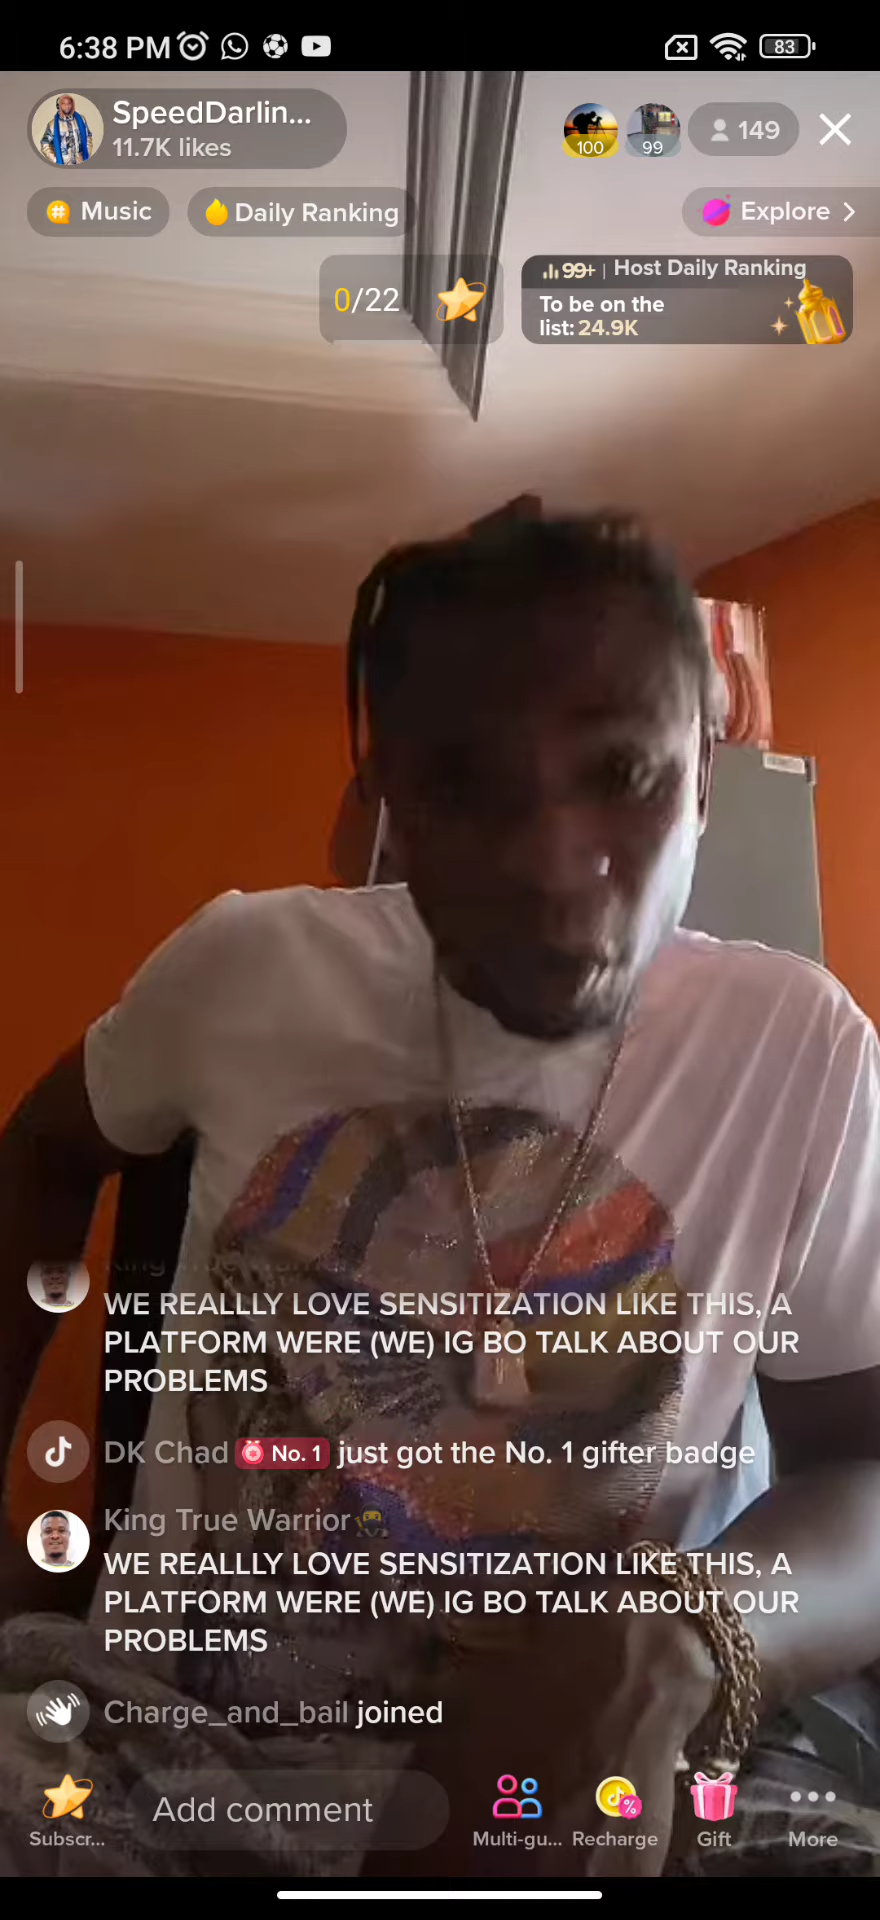 6:38 PM
83
SpeedDarlin...
11.7K likes
100
99
149
Music
Daily Ranking
Explore
0/22
99+ | Host Daily Ranking
To be on the
list: 24.9K
King True Warrior
WE REALLLY LOVE SENSITIZATION LIKE THIS, A
PLATFORM WERE (WE) IG BO TALK ABOUT OUR
PROBLEMS
DK Chad No. 1 just got the No. 1 gifter badge
King True Warrior
WE REALLLY LOVE SENSITIZATION LIKE THIS, A
PLATFORM WERE (WE) IG BO TALK ABOUT OUR
PROBLEMS
Charge_and_bail joined
Subscr...
Add comment
Multi-gu...
Recharge
Gift
More